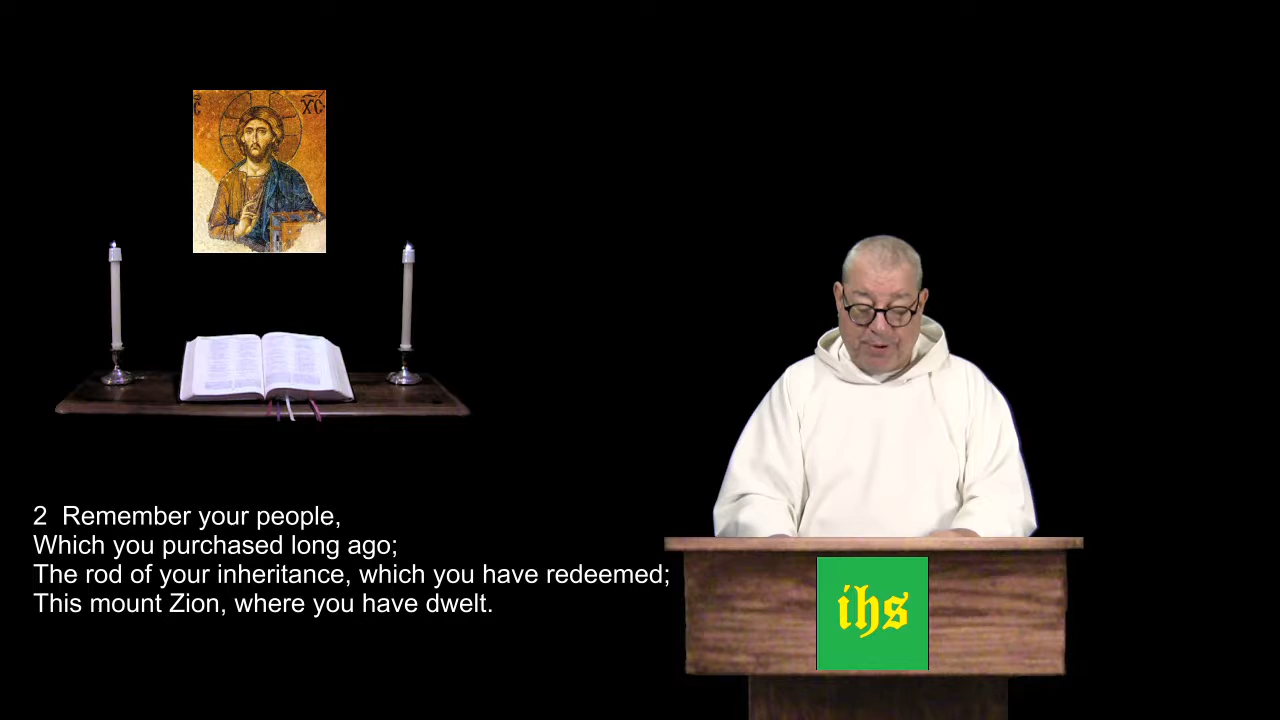 XC
2 Remember your people,
Which you purchased long ago;
The rod of your inheritance, which you have redeemed;
This mount Zion, where you have dwelt.
ihs